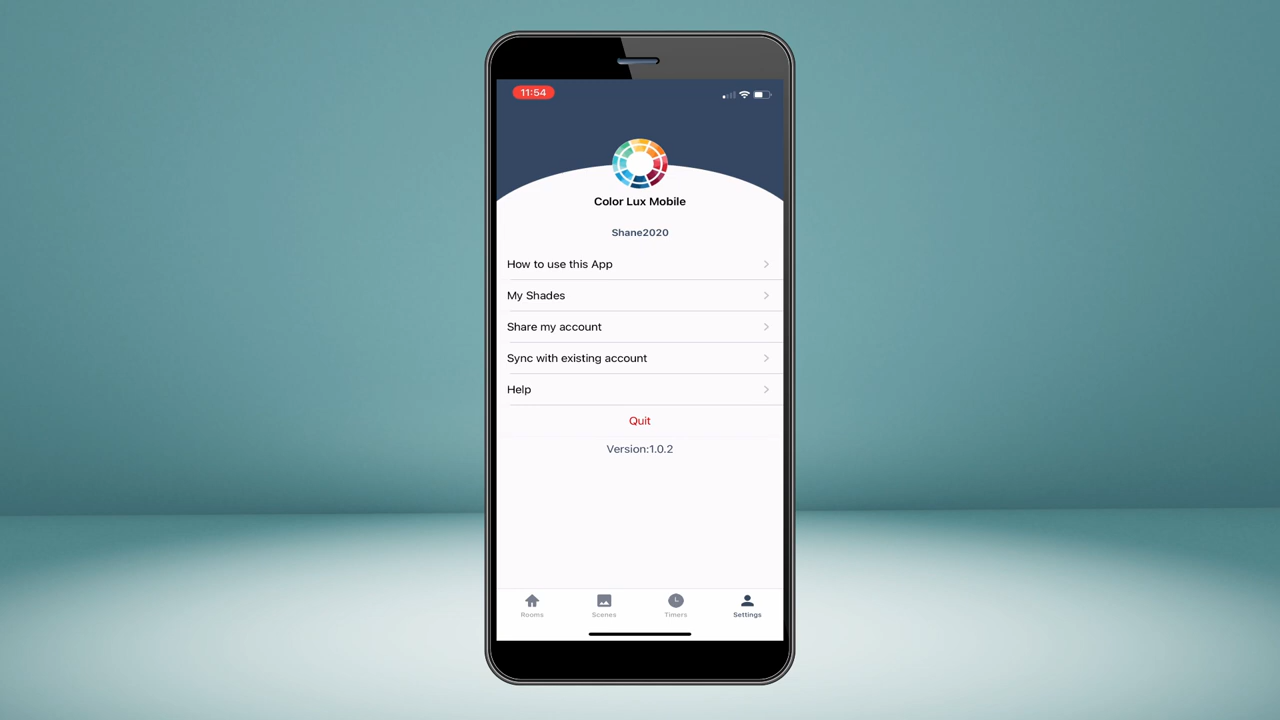 11:54
Color Lux Mobile
Shane2020
How to use this App
My Shades
Share my account
Sync with existing account
Help
Quit
Version:1.0.2
Rooms
Scenes
Timers
Settings